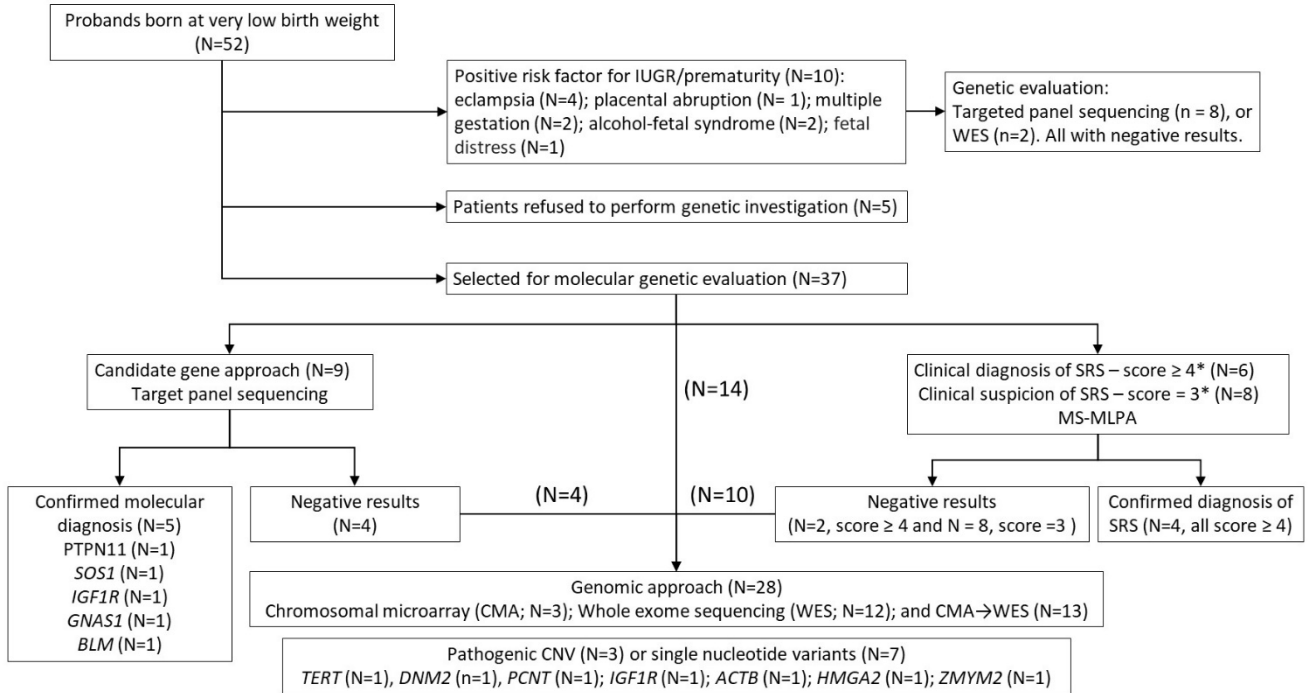 Probands born at very low birth weight
(N=52)
Positive risk factor for IUGR/prematurity (N=10):
eclampsia (N=4); placental abruption (N= 1); multiple
gestation (N=2); alcohol-fetal syndrome (N=2); fetal
distress (N=1)
Genetic evaluation:
Targeted panel sequencing (n = 8), or
WES (n=2). All with negative results.
Patients refused to perform genetic investigation (N=5)
Selected for molecular genetic evaluation (N=37)
Candidate gene approach (N=9)
Target panel sequencing
(N=14)
Clinical diagnosis of SRS – score ≥ 4* (N=6)
Clinical suspicion of SRS – score = 3* (N=8)
MS-MLPA
Confirmed molecular
diagnosis (N=5)
PTPN11 (N=1)
SOS1 (N=1)
IGF1R (N=1)
GNAS1 (N=1)
BLM (N=1)
Negative results
(N=4)
(N=4)
(N=10)
Negative results
(N=2, score ≥ 4 and N = 8, score =3 )
Confirmed diagnosis of
SRS (N=4, all score ≥ 4)
Genomic approach (N=28)
Chromosomal microarray (CMA; N=3); Whole exome sequencing (WES; N=12); and CMA→WES (N=13)
Pathogenic CNV (N=3) or single nucleotide variants (N=7)
TERT (N=1), DNM2 (n=1), PCNT (N=1); IGF1R (N=1); ACTB (N=1); HMGA2 (N=1); ZMYM2 (N=1)